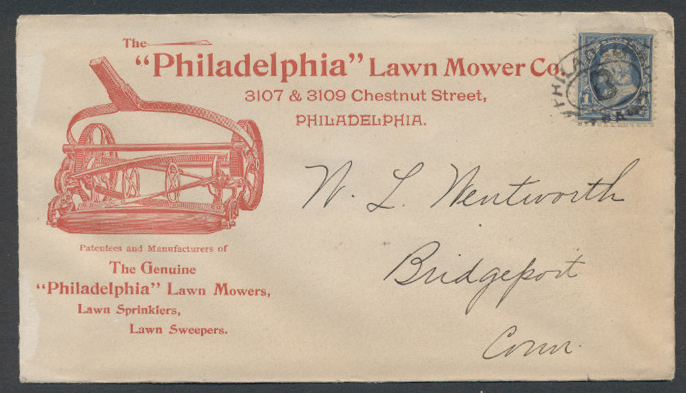 The
"Philadelphia" Lawn Mower Co.
3107 & 3109 Chestnut Street,
PHILADELPHIA.
Patentees and Manufacturers of
The Genuine
"Philadelphia" Lawn Mowers,
Lawn Sprinklers,
Lawn Sweepers.
W. L. Wentworth
Bridgeport
Conn.
B
1